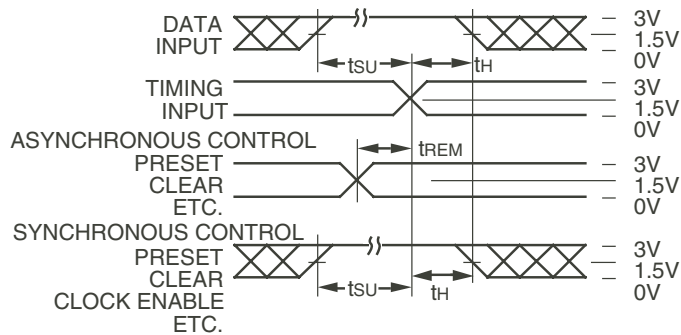 DATA
INPUT
3V
1.5V
0V
tSU
tH
TIMING
INPUT
3V
1.5V
0V
ASYNCHRONOUS CONTROL
tREM
PRESET
CLEAR
ETC.
3V
1.5V
0V
SYNCHRONOUS CONTROL
PRESET
CLEAR
CLOCK ENABLE
ETC.
3V
1.5V
0V
tSU
tH